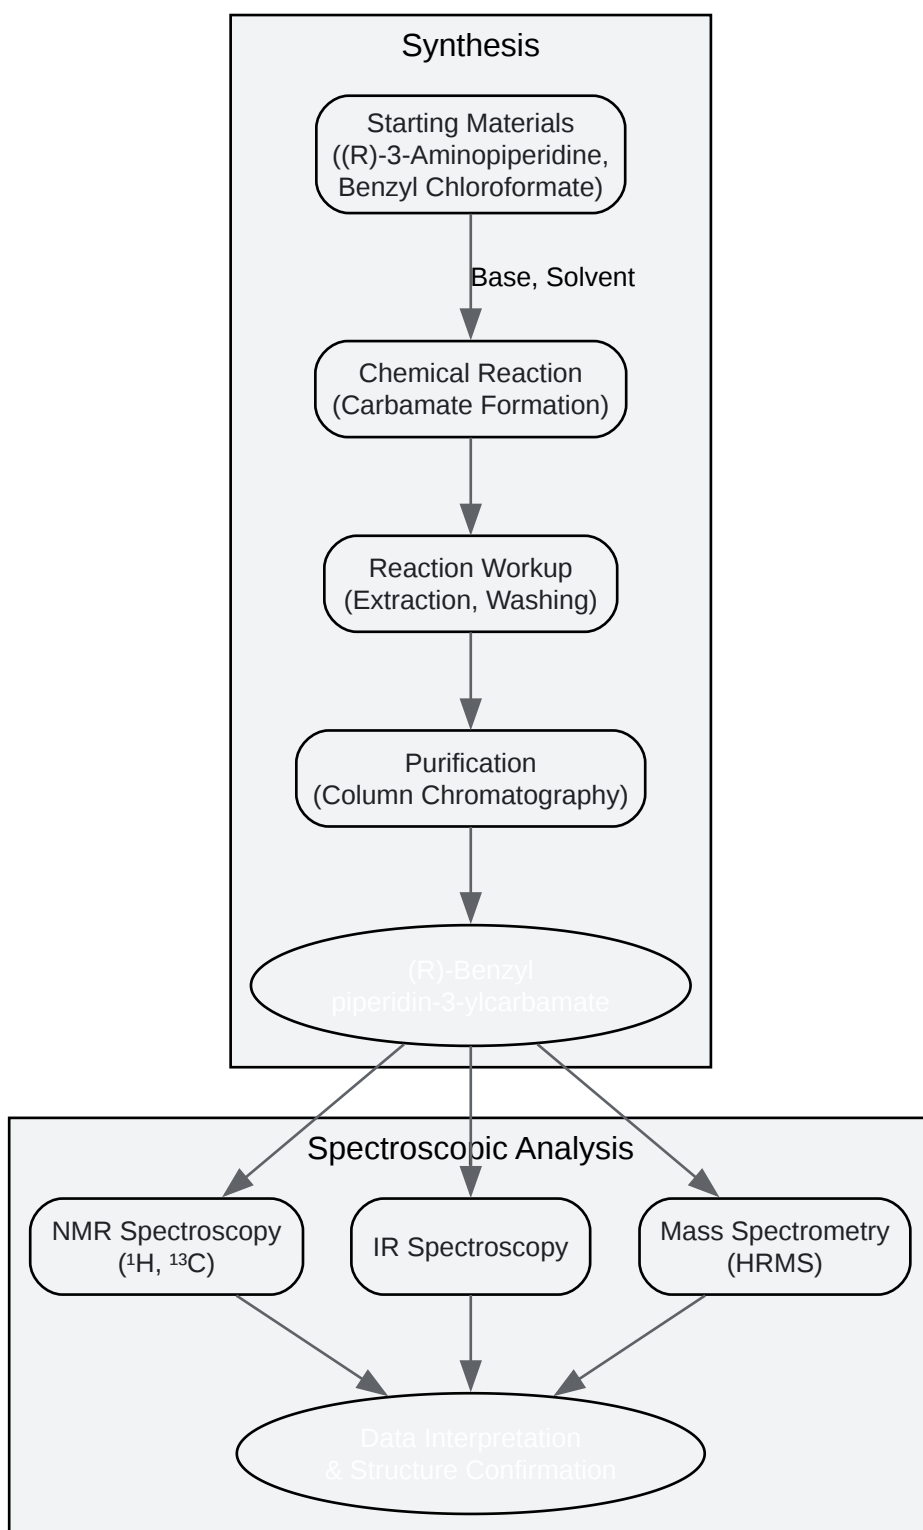 Synthesis
Starting Materials
((R)-3-Aminopiperidine,
Benzyl Chloroformate)
Base, Solvent
Chemical Reaction
(Carbamate Formation)
Reaction Workup
(Extraction, Washing)
Purification
(Column Chromatography)
(R)-Benzyl
piperidin-3-ylcarbamate
Spectroscopic Analysis
NMR Spectroscopy
(¹H, ¹³C)
IR Spectroscopy
Mass Spectrometry
(HRMS)
Data Interpretation
& Structure Confirmation